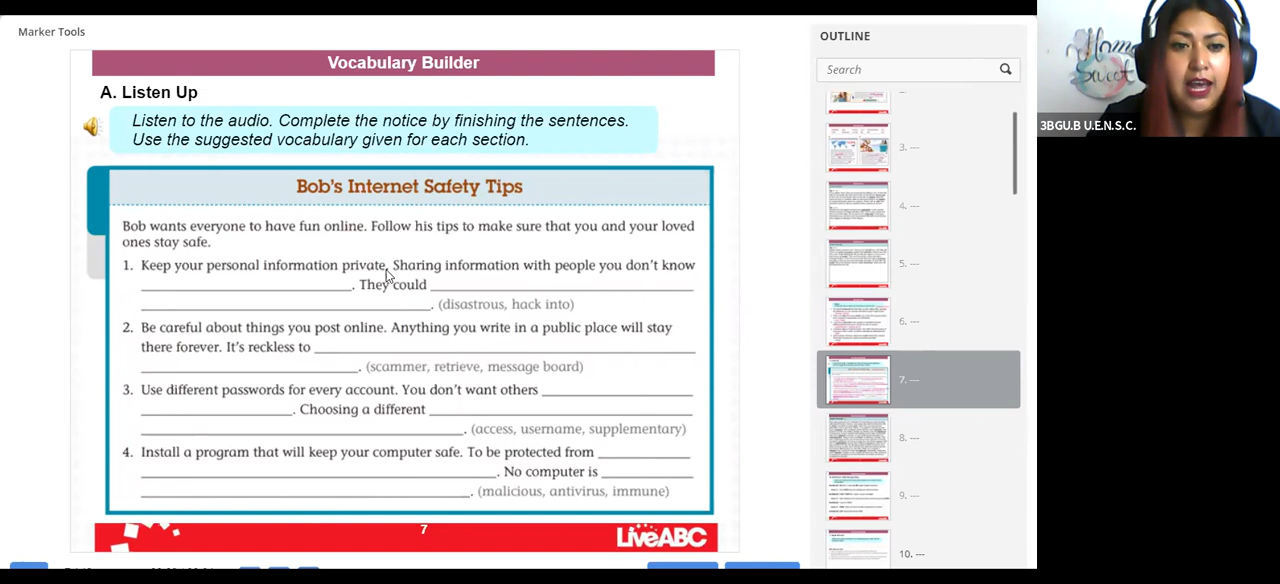 Marker Tools
Vocabulary Builder
A. Listen Up
Listen to the audio. Complete the notice by finishing the sentences.
Use the suggested vocabulary given for each section.
Bob's Internet Safety Tips
Bob wants everyone to have fun online. Follow his tips to make sure that you and your loved
ones stay safe.
1. Keep your personal information private. Sharing information with people you don't know
. They could
. (disastrous, hack into)
2. Be careful about things you post online. Anything you write in a public place will stay
there forever. It's reckless to
. (scammer, retrieve, message board)
3. Use different passwords for every account. You don't want others
. Choosing a different
. (access, username, supplementary)
4. Install a program that will keep your computer safe. To be protected from
. No computer is
. (malicious, antivirus, immune)
7
LiveABC
OUTLINE
Search
3. ---
4. ---
5. ---
6. ---
7. ---
8. ---
9. ---
10. ---
Home
Sweet
3BGU.B U.E.N.S.C.